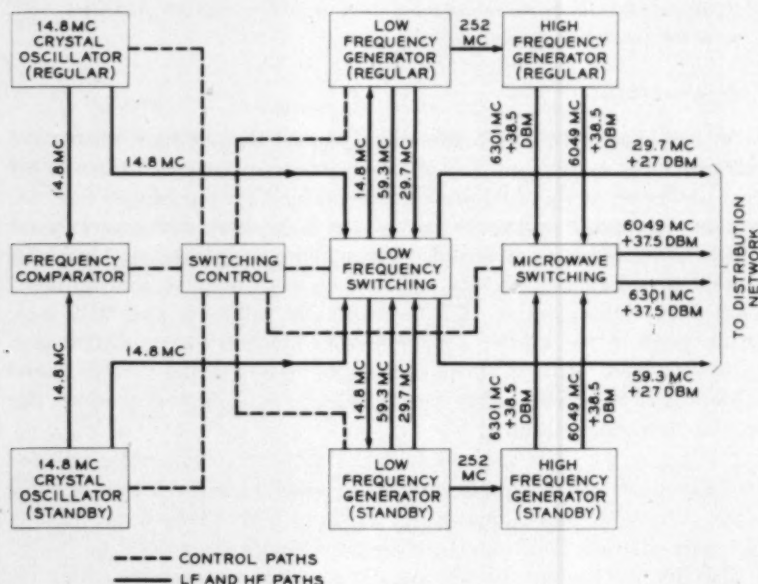 14.8 MC
CRYSTAL
OSCILLATOR
(REGULAR)
LOW
FREQUENCY
GENERATOR
(REGULAR)
252
MC
HIGH
FREQUENCY
GENERATOR
(REGULAR)
14.8 MC
14.8 MC
14.8 MC
59.3 MC
29.7 MC
6301 MC
+38.5
DBM
6049 MC
+38.5
DBM
29.7 MC
+27 DBM
FREQUENCY
COMPARATOR
SWITCHING
CONTROL
LOW
FREQUENCY
SWITCHING
MICROWAVE
SWITCHING
6049 MC
+37.5 DBM
6301 MC
+37.5
DBM
TO DISTRIBUTION
NETWORK
14.8 MC
14.8 MC
14.8 MC
59.3 MC
29.7 MC
6301 MC
+38.5
DBM
6049 MC
+38.5
DBM
59.3 MC
+27 DBM
14.8 MC
CRYSTAL
OSCILLATOR
(STANDBY)
LOW
FREQUENCY
GENERATOR
(STANDBY)
252
MC
HIGH
FREQUENCY
GENERATOR
(STANDBY)
CONTROL PATHS
LF AND HF PATHS